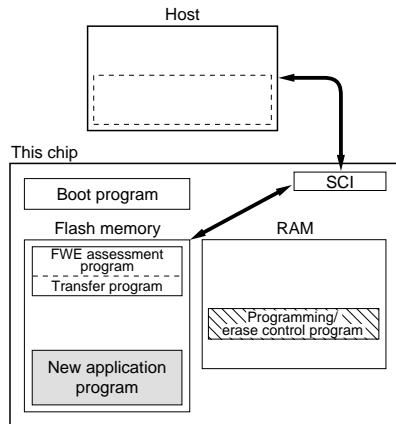 Host
This chip
SCI
Boot program
Flash memory
RAM
FWE assessment
program
Transfer program
Programming/
erase control program
New application
program